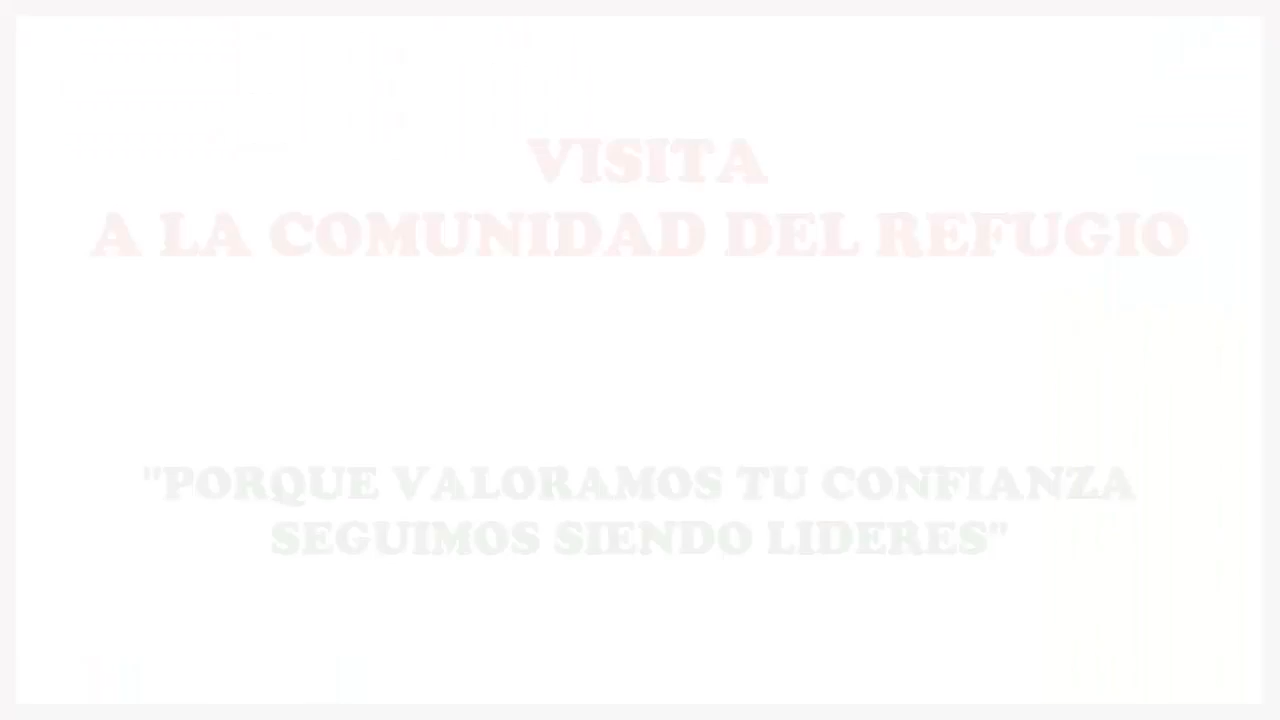 VISITA
A LA COMUNIDAD DEL REFUGIO
"PORQUE VALORAMOS TU CONFIANZA
SEGUIMOS SIENDO LIDERES"